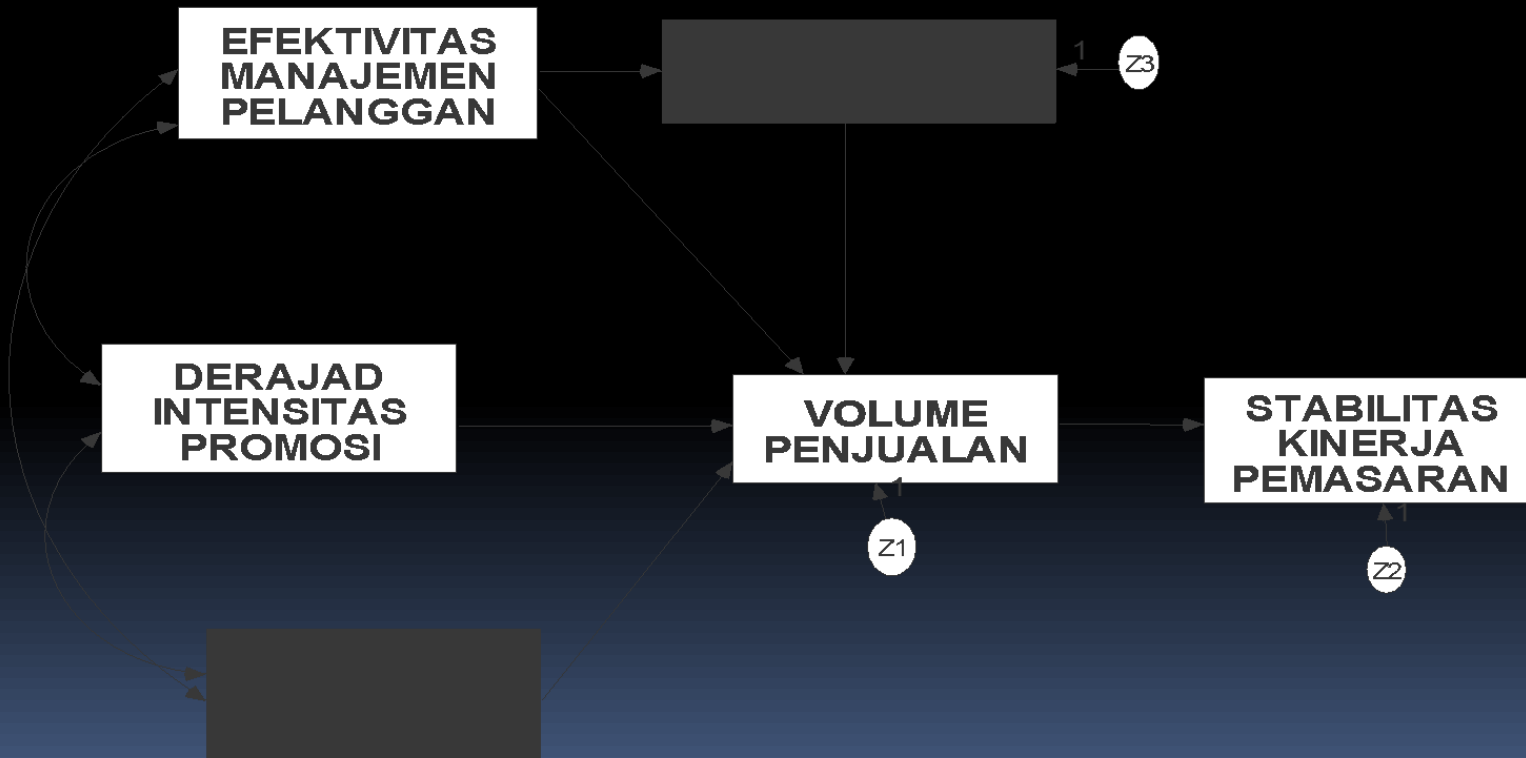 EFEKTIVITAS
MANAJEMEN
PELANGGAN
1
Z3
DERAJAD
INTENSITAS
PROMOSI
VOLUME
PENJUALAN
STABILITAS
KINERJA
PEMASARAN
1
Z1
1
Z2